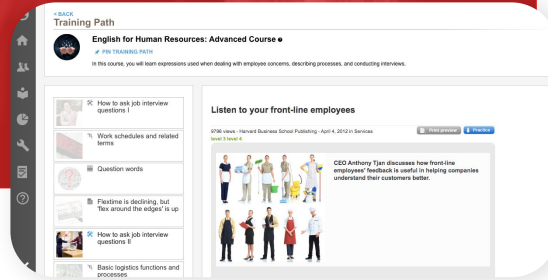 < BACK
Training Path
English for Human Resources: Advanced Course
PIN TRAINING PATH
In this course, you will learn expressions used when dealing with employee concerns, describing processes, and conducting interviews.
How to ask job interview
questions I
Work schedules and related
terms
Question words
Flextime is declining, but
'flex around the edges' is up
How to ask job interview
questions II
Basic logistics functions and
processes
Listen to your front-line employees
9796 views - Harvard Business School Publishing - April 4, 2012 in Services
level 3 level 4
Print preview
Practice
CEO Anthony Tjan discusses how front-line
employees' feedback is useful in helping companies
understand their customers better.